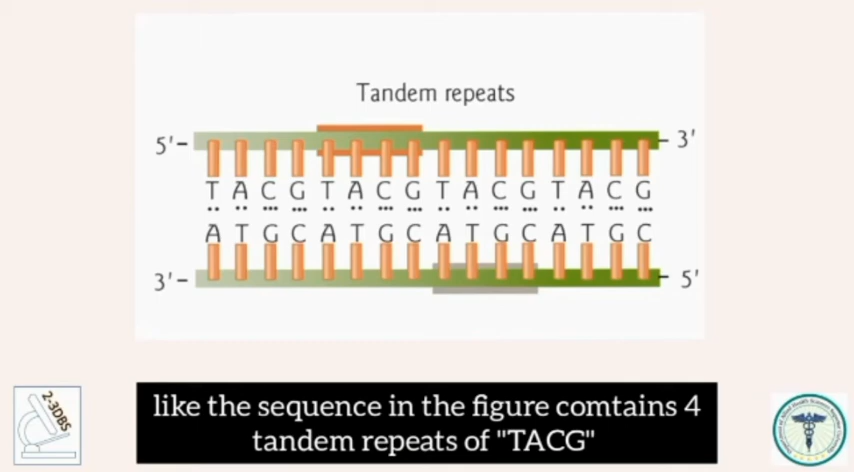 Tandem repeats
5'- 3'
T A C G T A C G T A C G T A C G
A T G C A T G C A T G C A T G C
3'- 5'
2-3DBS
like the sequence in the figure comtains 4
tandem repeats of "TACG"